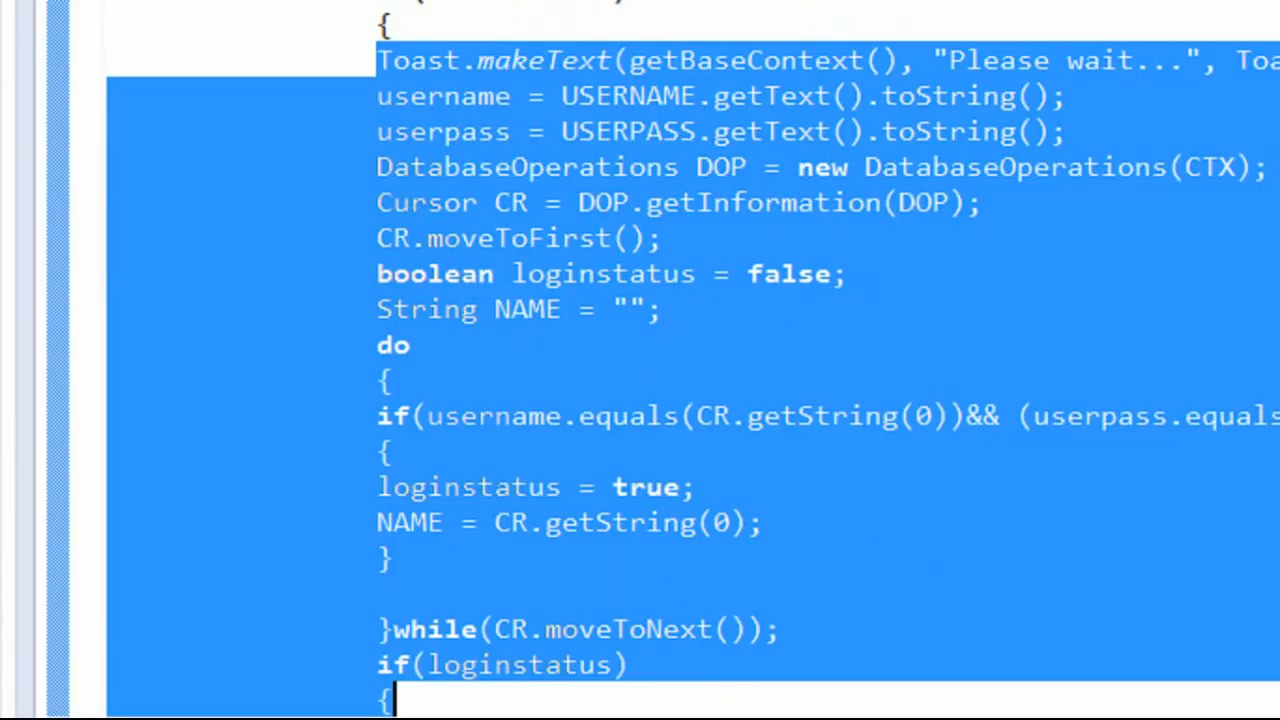 {
Toast.makeText(getBaseContext(), "Please wait...",
username = USERNAME.getText().toString();
userpass = USERPASS.getText().toString();
DatabaseOperations DOP = new DatabaseOperations(CTX);
Cursor CR = DOP.getInformation(DOP);
CR.moveToFirst();
boolean loginstatus = false;
String NAME = "";
do
{
if(username.equals(CR.getString(0))&& (userpass.equals
{
loginstatus = true;
NAME = CR.getString(0);
}
}while(CR.moveToNext());
if(loginstatus)
{